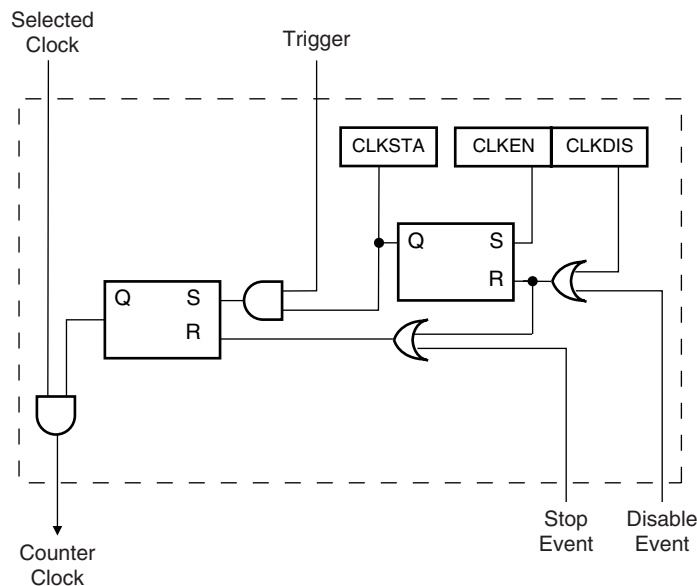 Selected
Clock
Trigger
CLKSTA
CLKEN
CLKDIS
Q
S
R
Q
S
R
Stop
Event
Disable
Event
Counter
Clock